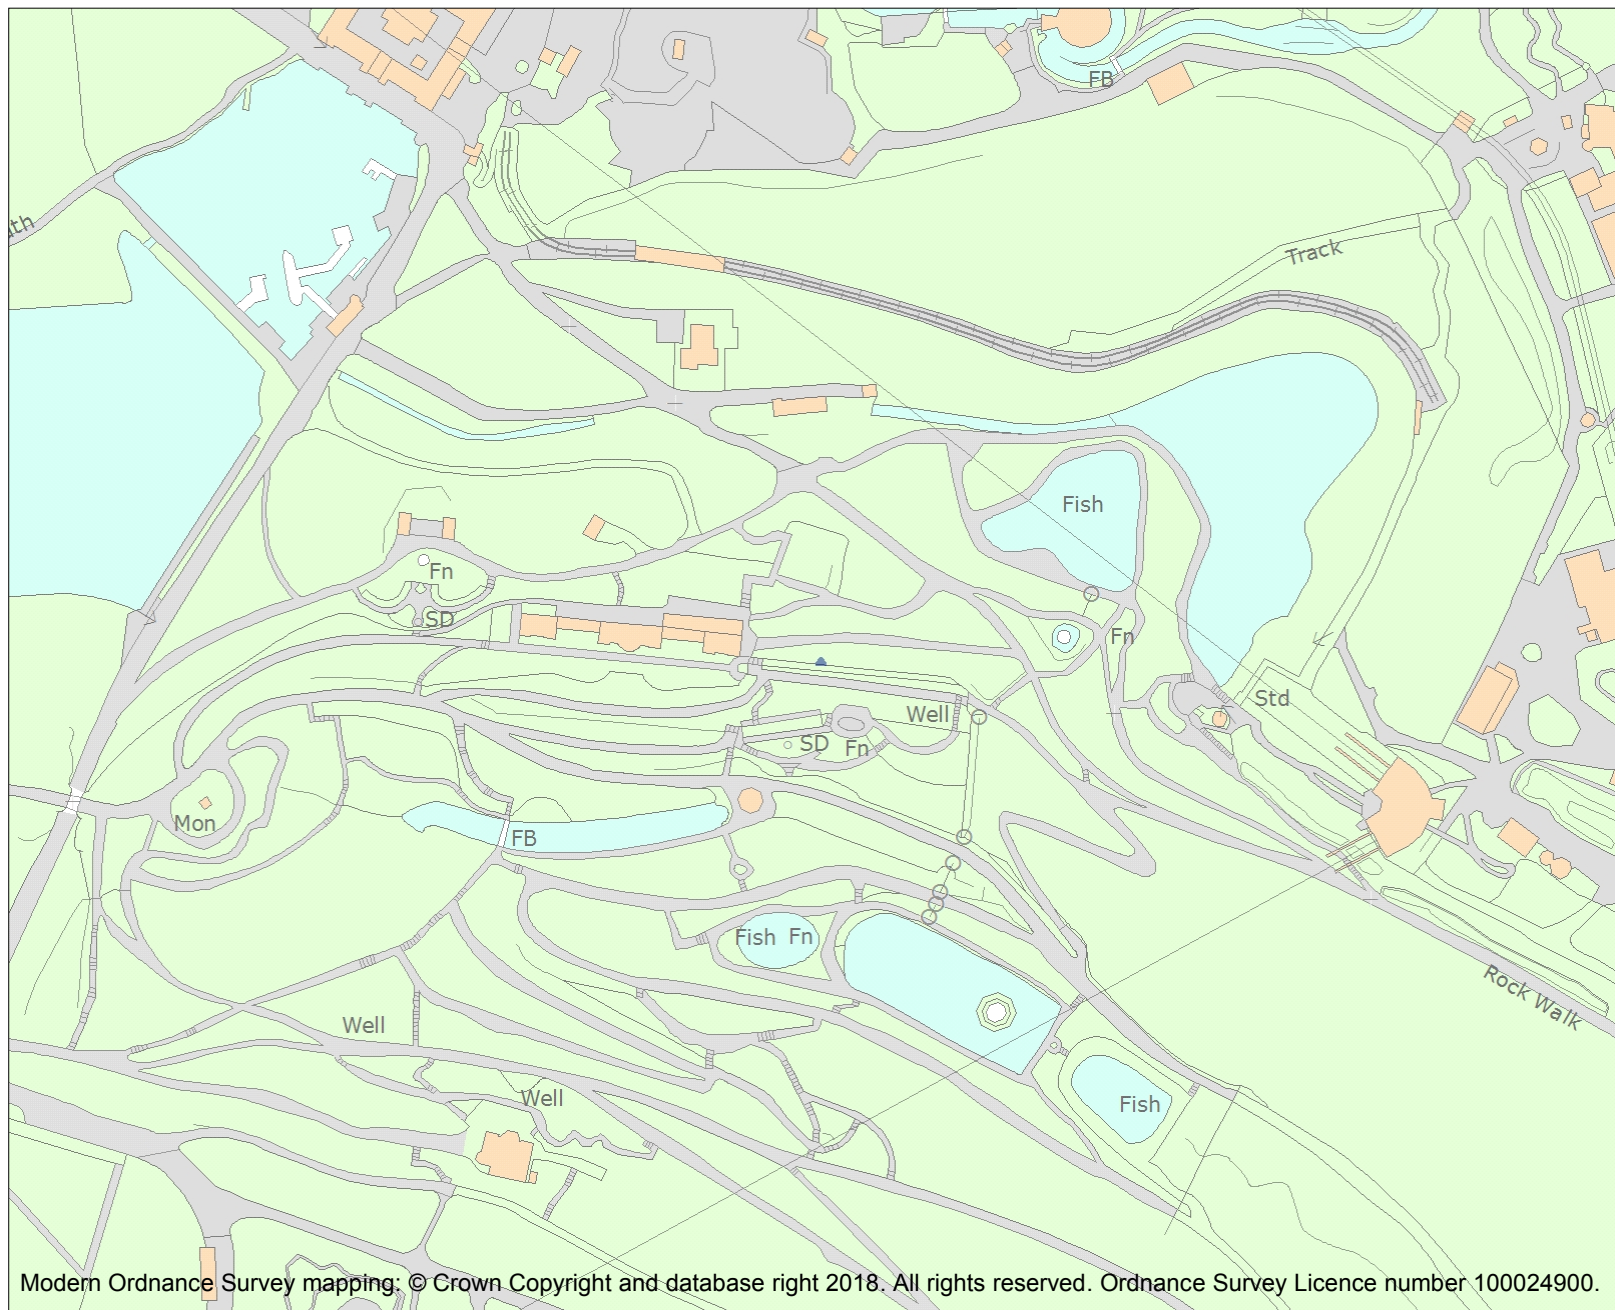 FB
Track
Fish
Fn
SD
Fn
Std
Well
SD Fn
Mon
FB
Fish Fn
Rock Walk
Well
Well
Fish
Modern Ordnance Survey mapping: © Crown Copyright and database right 2018. All rights reserved. Ordnance Survey Licence number 100024900.